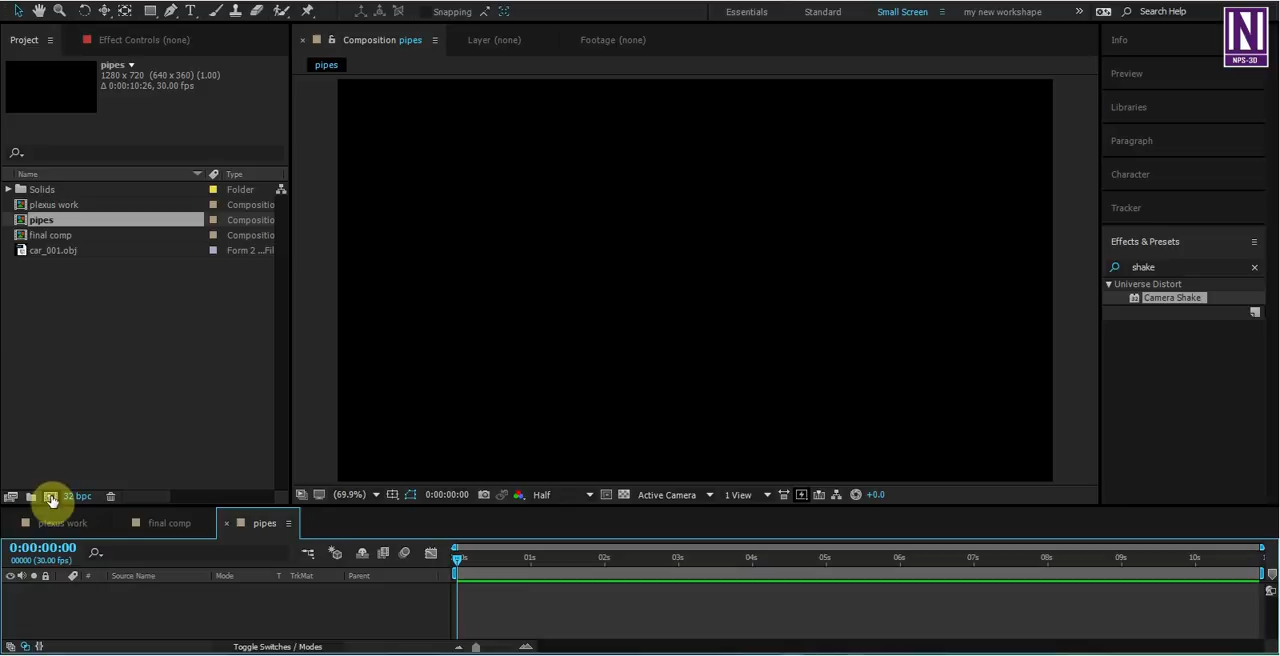 Snapping
Essentials
Standard
Small Screen
my new workshape
Search Help
N
NPS-3D
Project
Effect Controls (none)
Composition pipes
Layer (none)
Footage (none)
Info
pipes
1280 x 720 (640 x 360) (1.00)
Δ 0:00:10:26, 30.00 fps
pipes
Preview
Libraries
Paragraph
Character
Tracker
Name
Type
Solids
Folder
plexus work
Compositio
pipes
Compositio
final comp
Compositio
car_001.obj
Form 2 ...Fil
Effects & Presets
shake
Universe Distort
Camera Shake
32 bpc
(69.9%)
0:00:00:00
Half
Active Camera
1 View
+0.0
plexus work
final comp
pipes
0:00:00:00
00000 (30.00 fps)
0s
01s
02s
03s
04s
05s
06s
07s
08s
09s
10s
1
#
Source Name
Mode
T
TrkMat
Parent
Toggle Switches / Modes